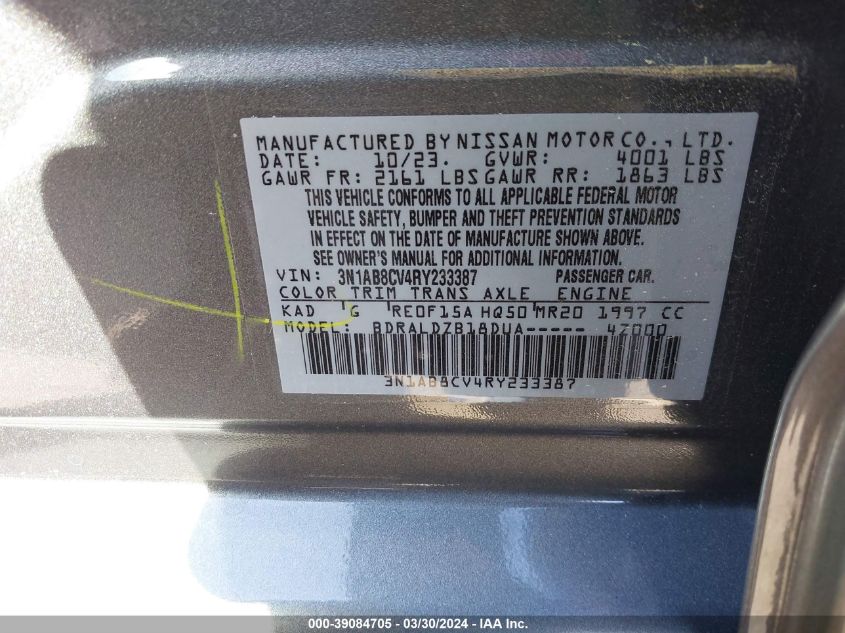 MANUFACTURED BY NISSAN MOTOR CO., LTD.
DATE: 10/23. GVWR: 4001 LBS
GAWR FR: 2161 LBS GAWR RR: 1863 LBS
THIS VEHICLE CONFORMS TO ALL APPLICABLE FEDERAL MOTOR
VEHICLE SAFETY, BUMPER AND THEFT PREVENTION STANDARDS
IN EFFECT ON THE DATE OF MANUFACTURE SHOWN ABOVE.
SEE OWNER'S MANUAL FOR ADDITIONAL INFORMATION.
VIN: 3N1AB8CV4RY233387 PASSENGER CAR.
COLOR TRIM TRANS AXLE ENGINE
KAD G RE0F15A HQ50 MR20 1997 CC
MODEL: BDRALDZB18DUA----- 4Z000
3N1AB8CV4RY233387
000-39084705 - 03/30/2024 - IAA Inc.